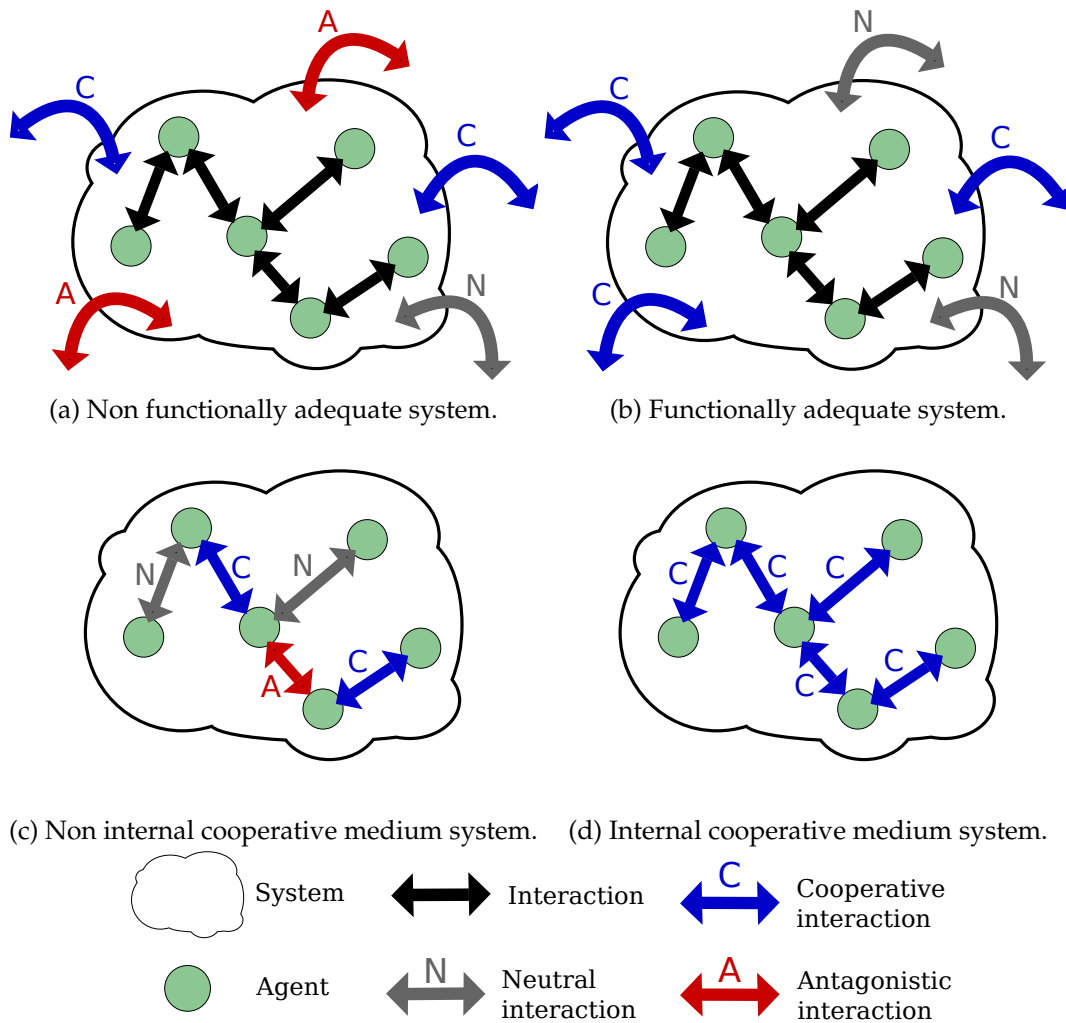 A
C
C
A
N
(a) Non functionally adequate system.
N
C
C
C
N
(b) Functionally adequate system.
N
C
N
A
C
(c) Non internal cooperative medium system.
C
C
C
C
C
(d) Internal cooperative medium system.
System
Interaction
C
Cooperative
interaction
Agent
N
Neutral
interaction
A
Antagonistic
interaction